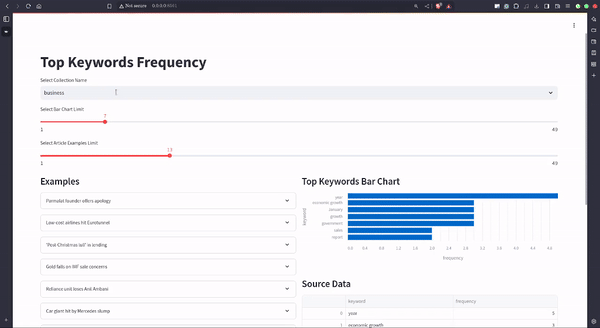 Not secure 0.0.0.0:8501
Top Keywords Frequency
Select Collection Name
business
Select Bar Chart Limit
7
1 49
Select Article Examples Limit
13
1 49
Examples
Parmalat founder offers apology
Low-cost airlines hit Eurotunnel
'Post-Christmas lull' in lending
Gold falls on IMF sale concerns
Reliance unit loses Anil Ambani
Car giant hit by Mercedes slump
Top Keywords Bar Chart
keyword
year
economic growth
January
growth
government
sales
report
0.0 0.4 0.8 1.2 1.6 2.0 2.4 2.8 3.2 3.6 4.0 4.4 4.8
frequency
Source Data
keyword frequency
0 year 5
1 economic growth 3